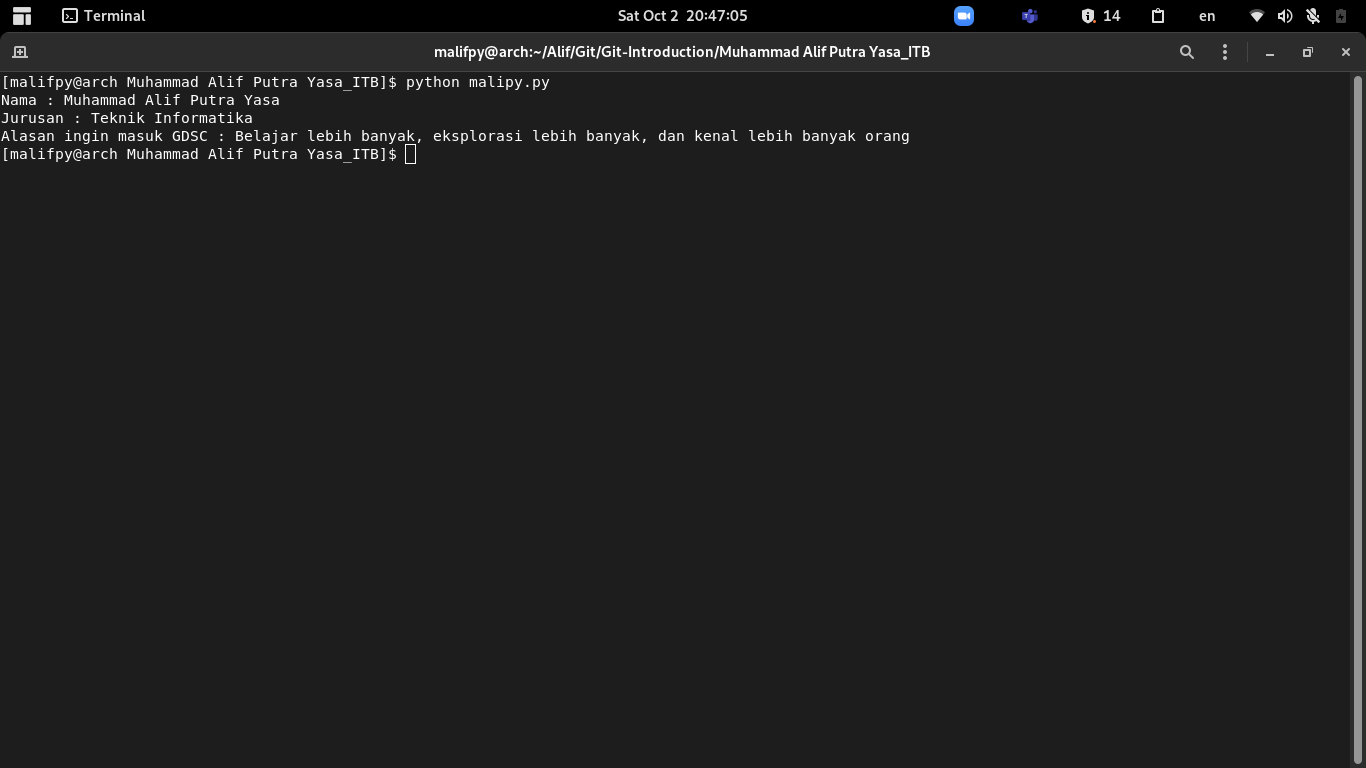 Terminal
Sat Oct 2 20:47:05
14
en
malifpy@arch:~/Alif/Git/Git-Introduction/Muhammad Alif Putra Yasa_ITB
[malifpy@arch Muhammad Alif Putra Yasa_ITB]$ python malipy.py
Nama : Muhammad Alif Putra Yasa
Jurusan : Teknik Informatika
Alasan ingin masuk GDSC : Belajar lebih banyak, eksplorasi lebih banyak, dan kenal lebih banyak orang
[malifpy@arch Muhammad Alif Putra Yasa_ITB]$